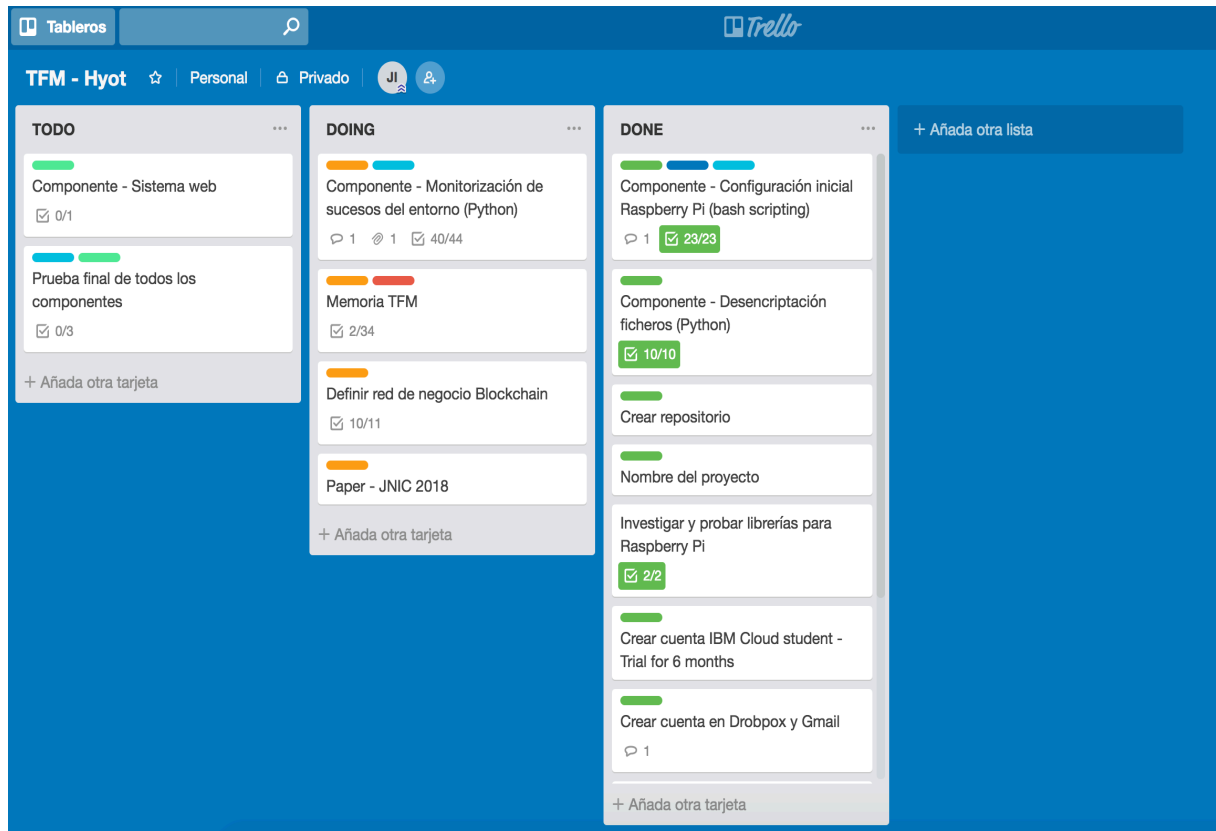 Tableros
Trello
TFM - Hyot
Personal
Privado
JI
TODO
Componente - Sistema web
0/1
Prueba final de todos los
componentes
0/3
+ Añada otra tarjeta
DOING
Componente - Monitorización de
sucesos del entorno (Python)
1 1 40/44
Memoria TFM
2/34
Definir red de negocio Blockchain
10/11
Paper - JNIC 2018
+ Añada otra tarjeta
DONE
Componente - Configuración inicial
Raspberry Pi (bash scripting)
1 23/23
Componente - Desencriptación
ficheros (Python)
10/10
Crear repositorio
Nombre del proyecto
Investigar y probar librerías para
Raspberry Pi
2/2
Crear cuenta IBM Cloud student -
Trial for 6 months
Crear cuenta en Drobpox y Gmail
1
+ Añada otra tarjeta
+ Añada otra lista